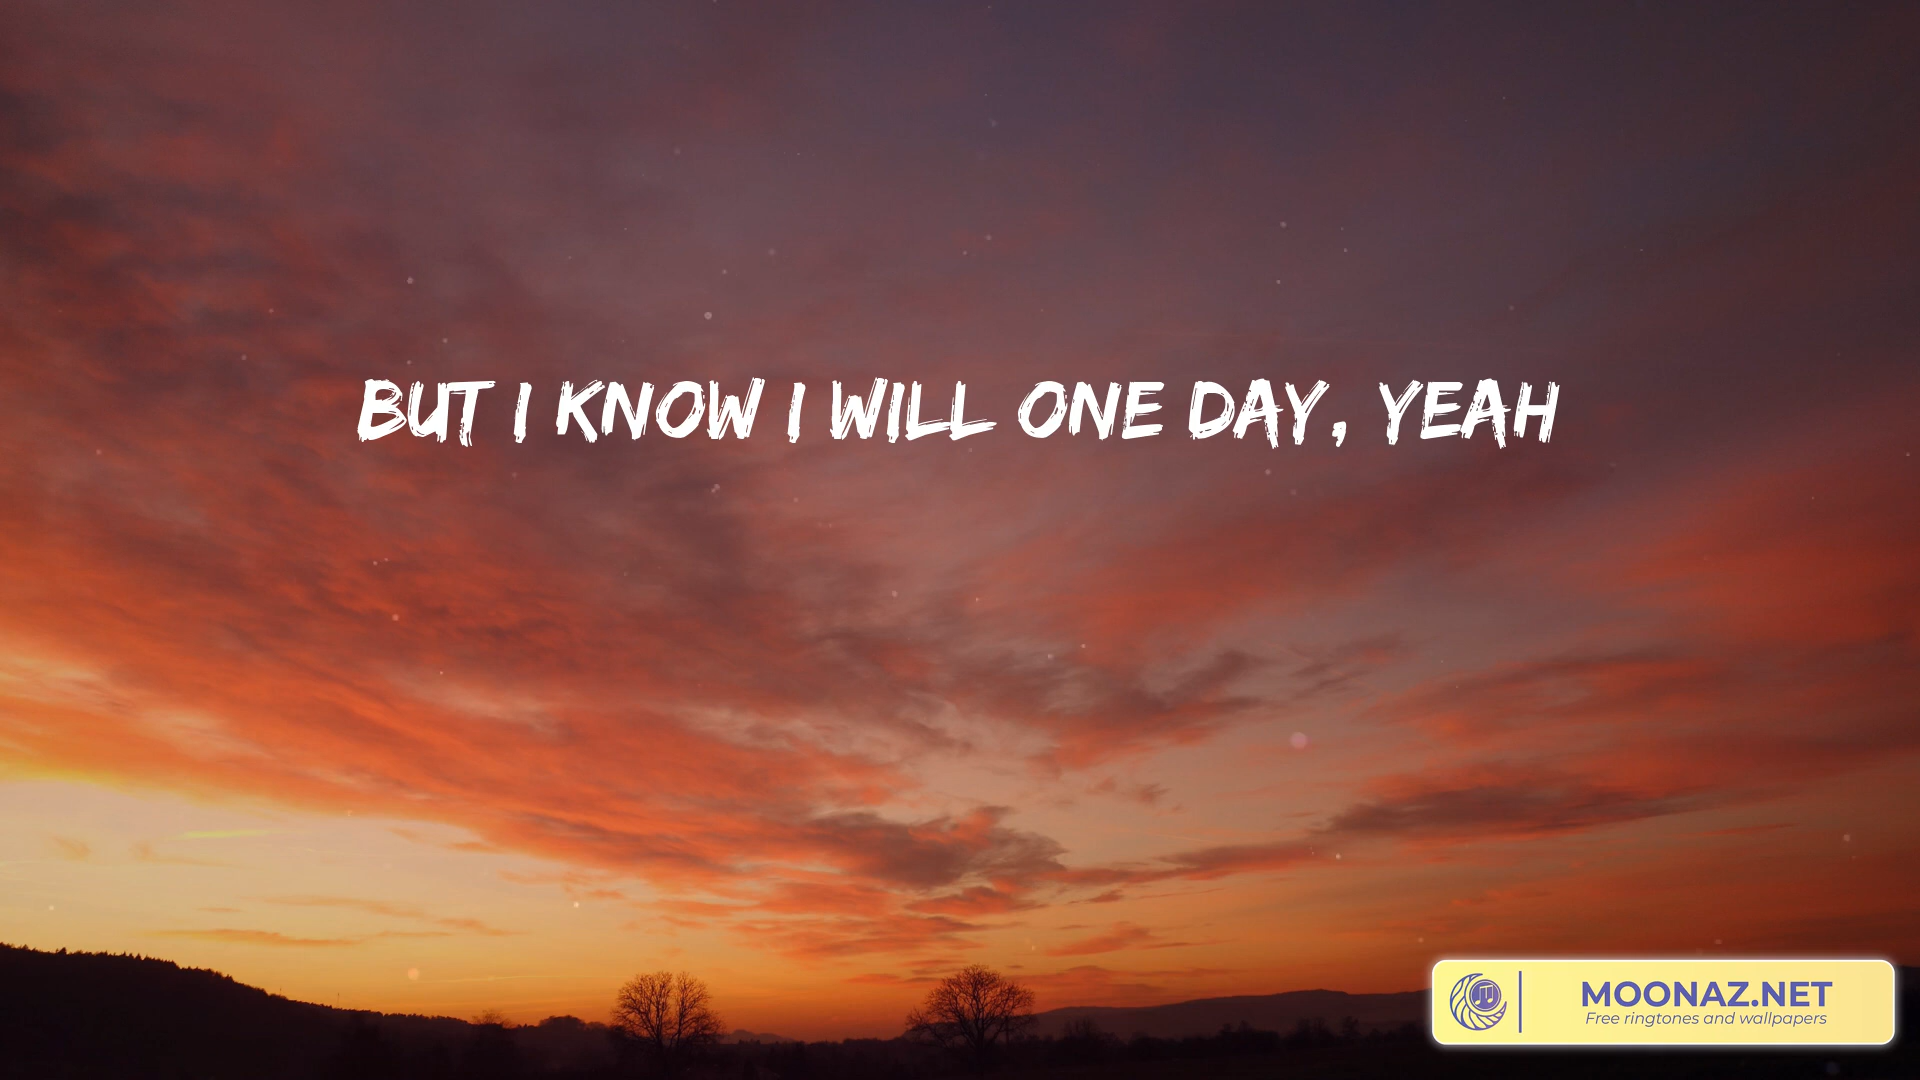 BUT I KNOW I WILL ONE DAY, YEAH
MOONAZ.NET
Free ringtones and wallpapers